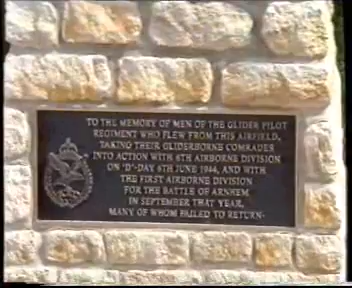 TO THE MEMORY OF MEN OF THE GLIDER PILOT
REGIMENT WHO FLEW FROM THIS AIRFIELD,
TAKING THEIR GLIDERBORNE COMRADES
INTO ACTION WITH 6TH AIRBORNE DIVISION
ON 'D'-DAY 6TH JUNE 1944, AND WITH
THE FIRST AIRBORNE DIVISION
FOR THE BATTLE OF ARNHEM
IN SEPTEMBER THAT YEAR,
MANY OF WHOM FAILED TO RETURN.